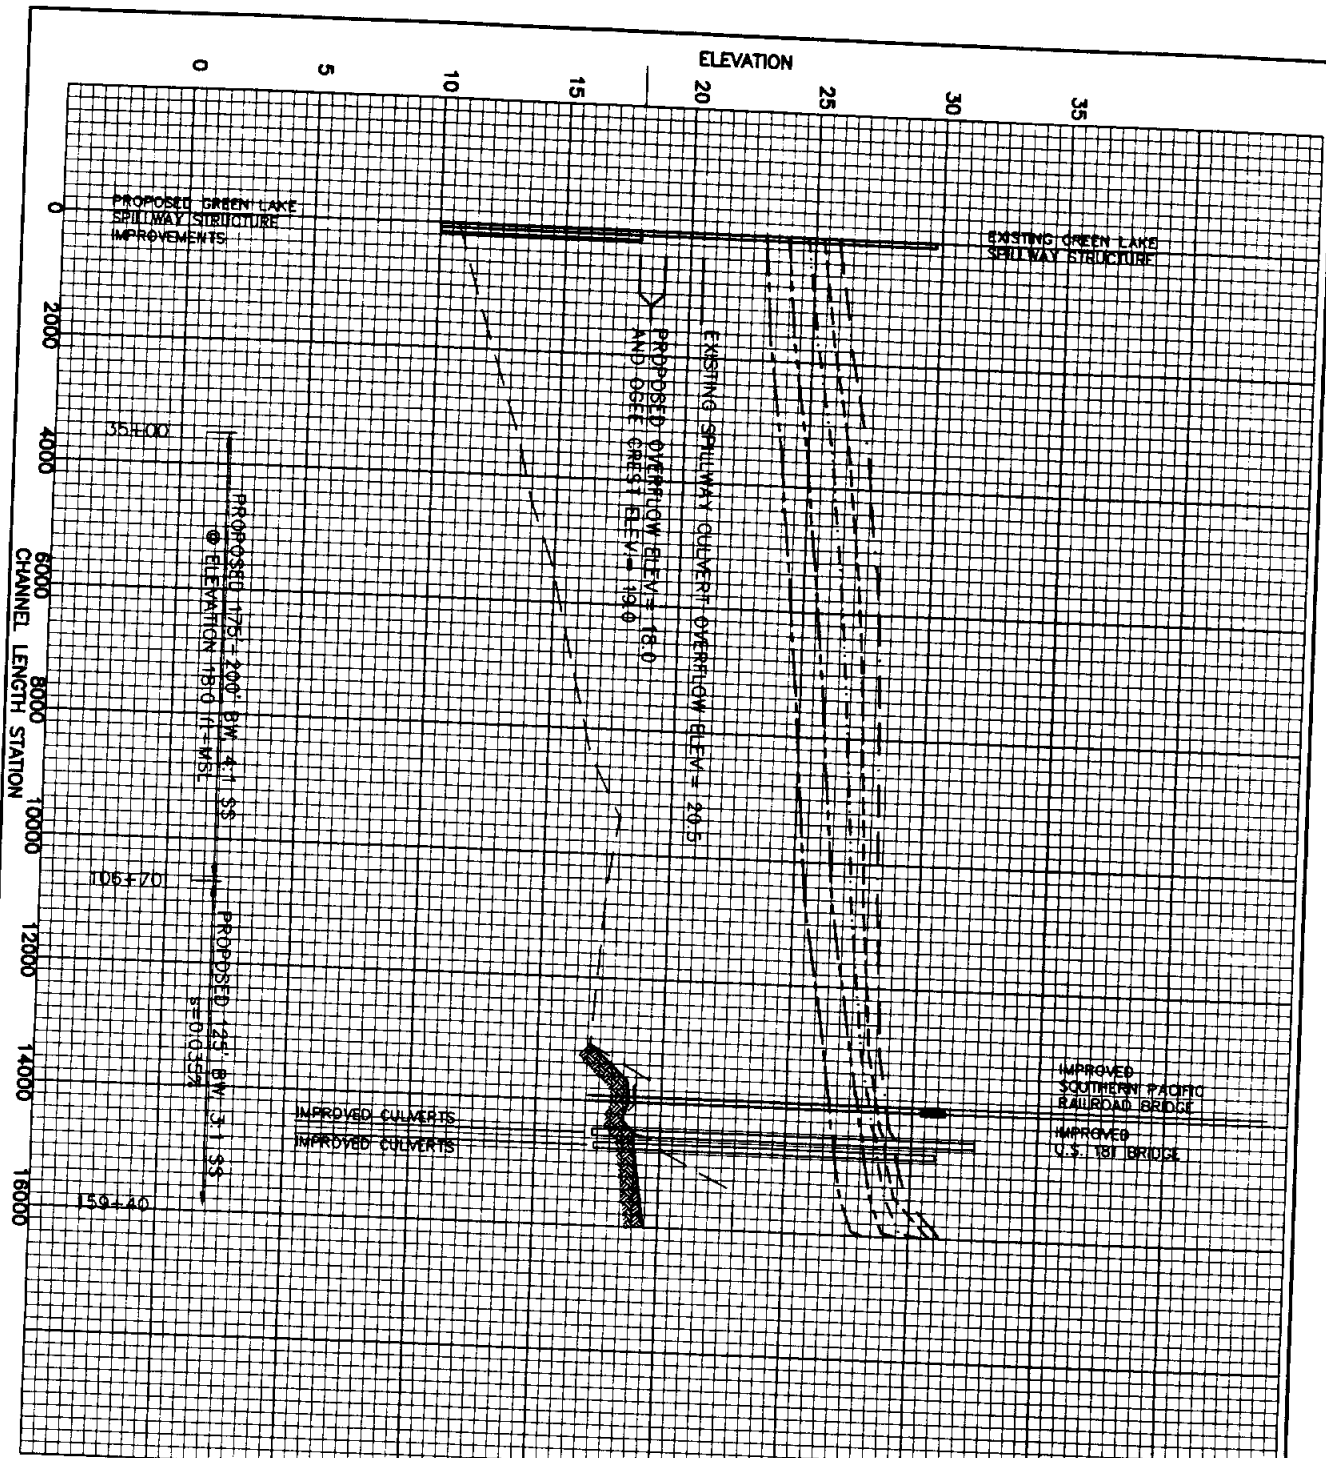 ELEVATION
0
5
10
15
20
25
30
35
PROPOSED GREEN LAKE
SPILLWAY STRUCTURE
IMPROVEMENTS
EXISTING GREEN LAKE
SPILLWAY STRUCTURE
EXISTING SPILLWAY CULVERT OVERFLOW ELEV = 20.5
PROPOSED OVERFLOW ELEV = 18.0
AND OGEE CREST ELEV =
35+00
PROPOSED 175'-200' BW, 4:1 SS
@ ELEVATION 18.0 ft-MSL
106+70
PROPOSED 125' BW, 3:1 SS
s=0.035%
159+40
IMPROVED CULVERTS
IMPROVED CULVERTS
IMPROVED
SOUTHERN PACIFIC
RAILROAD BRIDGE
IMPROVED
U.S. 181 BRIDGE
0
2000
4000
6000
8000
10000
12000
14000
16000
CHANNEL LENGTH STATION